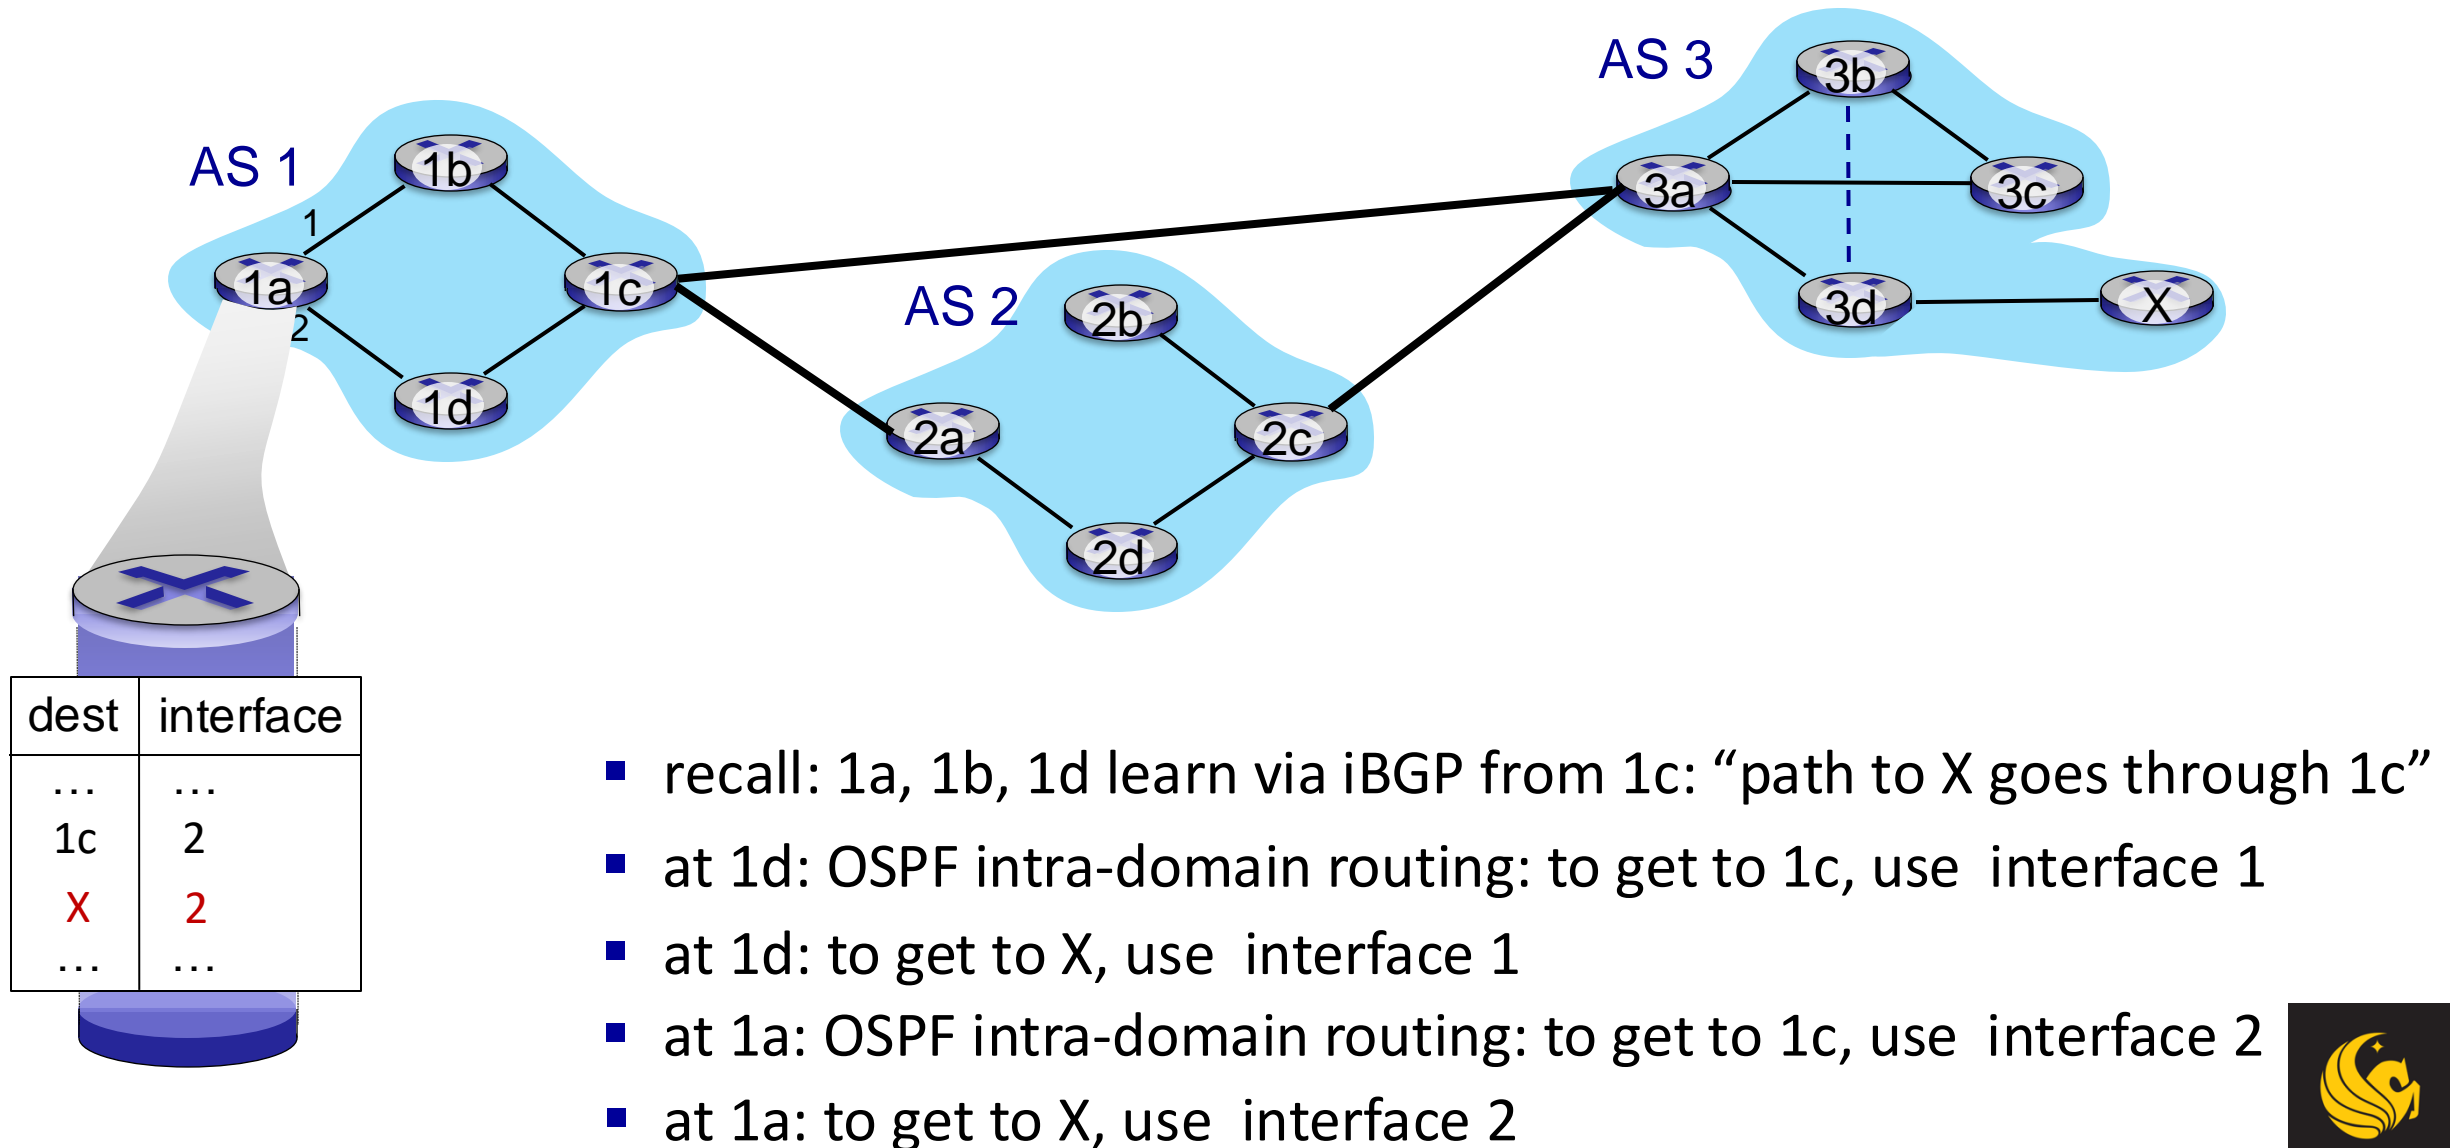 AS 3
3b
AS 1
1b
3a
3c
1
1a
1c
AS 2
2b
3d
X
2
1d
2a
2c
2d
dest interface
... ...
1c 2
X 2
... ...
▪ recall: 1a, 1b, 1d learn via iBGP from 1c: “path to X goes through 1c”
▪ at 1d: OSPF intra-domain routing: to get to 1c, use interface 1
▪ at 1d: to get to X, use interface 1
▪ at 1a: OSPF intra-domain routing: to get to 1c, use interface 2
▪ at 1a: to get to X, use interface 2